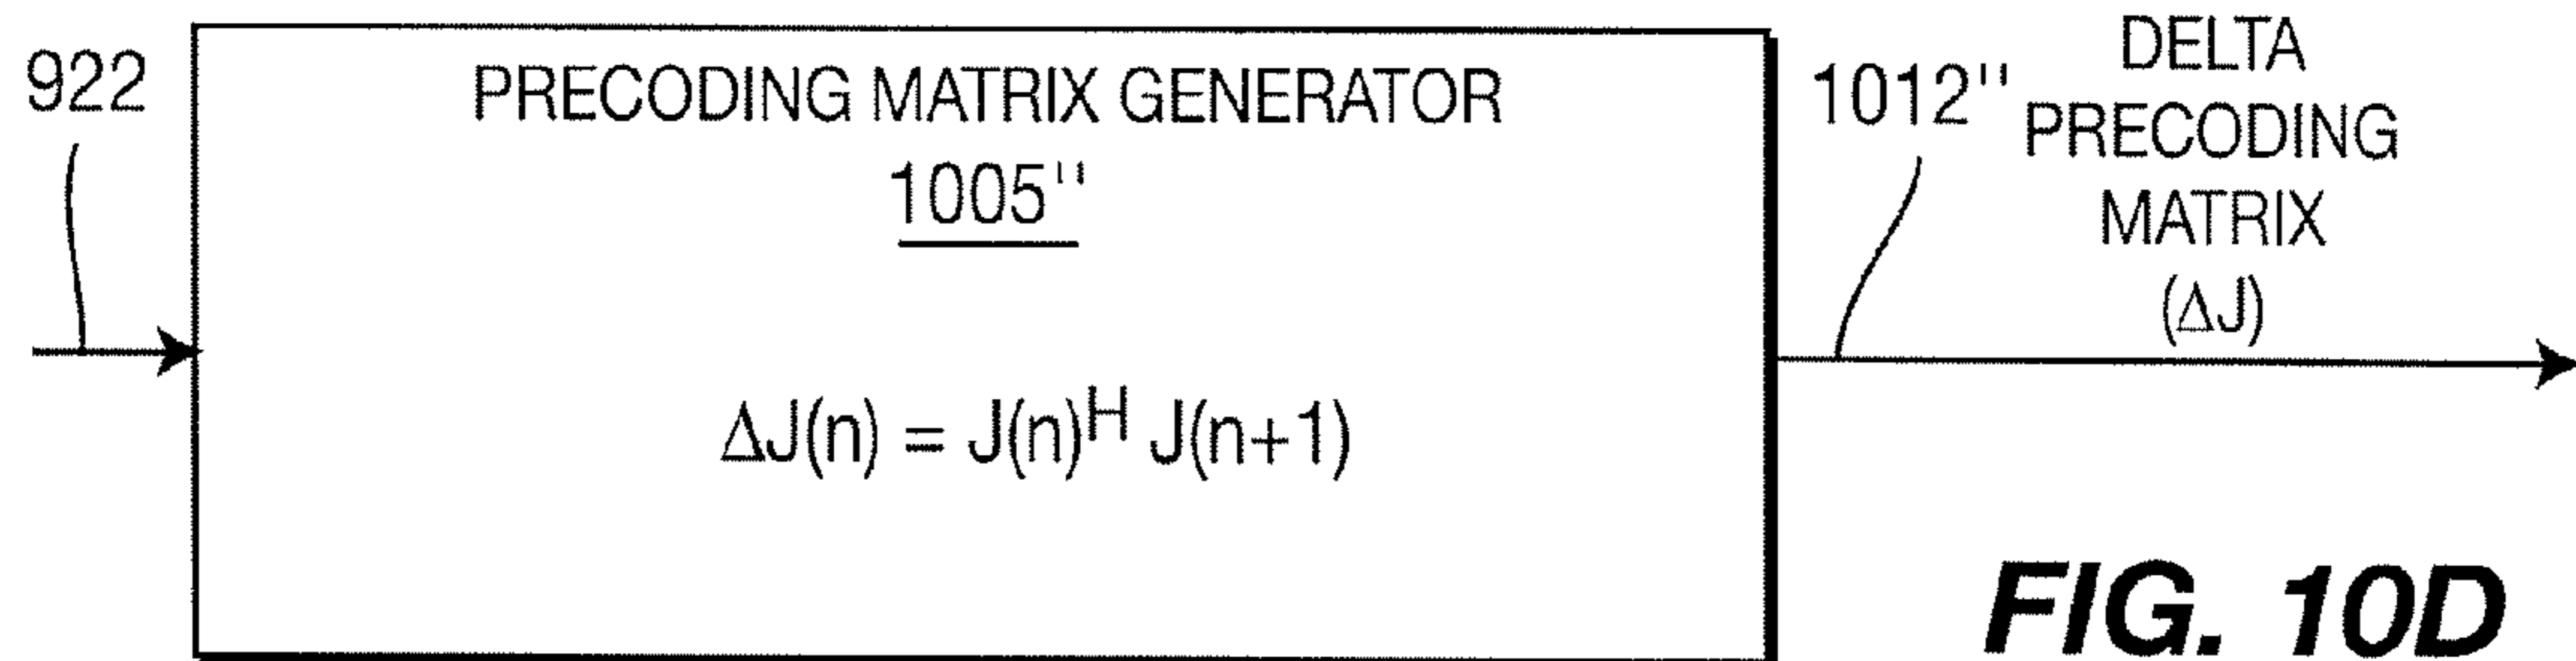 922
PRECODING MATRIX GENERATOR
1005''
ΔJ(n) = J(n)ᴴ J(n+1)
1012''
DELTA
PRECODING
MATRIX
(ΔJ)
FIG. 10D